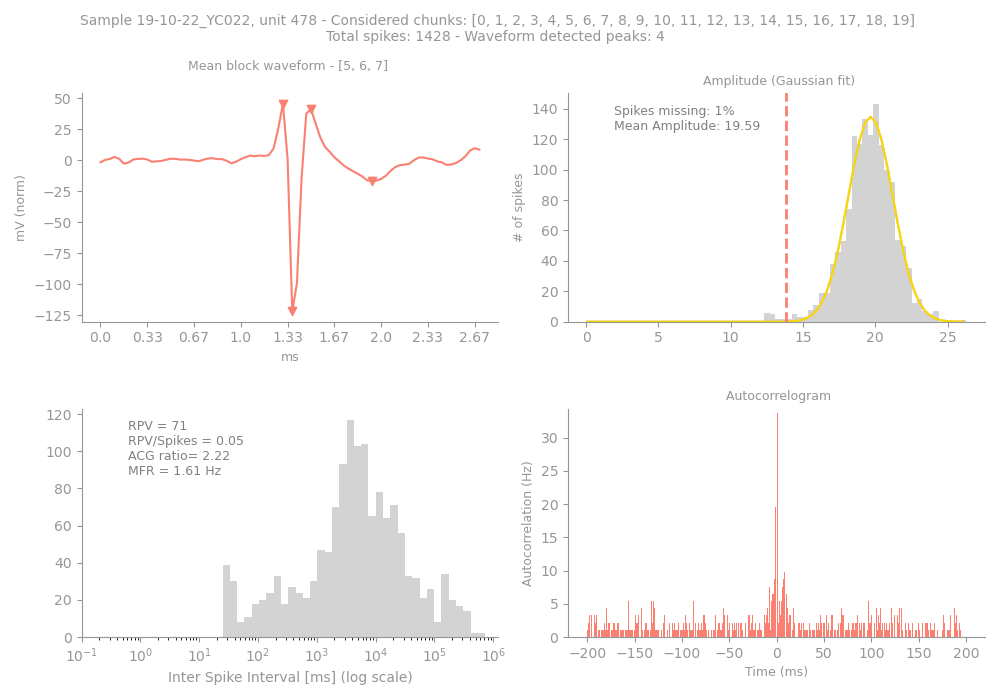 Sample 19-10-22_YC022, unit 478 - Considered chunks: [0, 1, 2, 3, 4, 5, 6, 7, 8, 9, 10, 11, 12, 13, 14, 15, 16, 17, 18, 19]
Total spikes: 1428 - Waveform detected peaks: 4
Mean block waveform - [5, 6, 7]
50
25
0
−25
−50
−75
−100
−125
mV (norm)
0.0 0.33 0.67 1.0 1.33 1.67 2.0 2.33 2.67
ms
Amplitude (Gaussian fit)
Spikes missing: 1%
Mean Amplitude: 19.59
140
120
100
80
60
40
20
0
# of spikes
0 5 10 15 20 25
RPV = 71
RPV/Spikes = 0.05
ACG ratio= 2.22
MFR = 1.61 Hz
120
100
80
60
40
20
0
10⁻¹ 10⁰ 10¹ 10² 10³ 10⁴ 10⁵ 10⁶
Inter Spike Interval [ms] (log scale)
Autocorrelogram
30
25
20
15
10
5
0
Autocorrelation (Hz)
−200 −150 −100 −50 0 50 100 150 200
Time (ms)